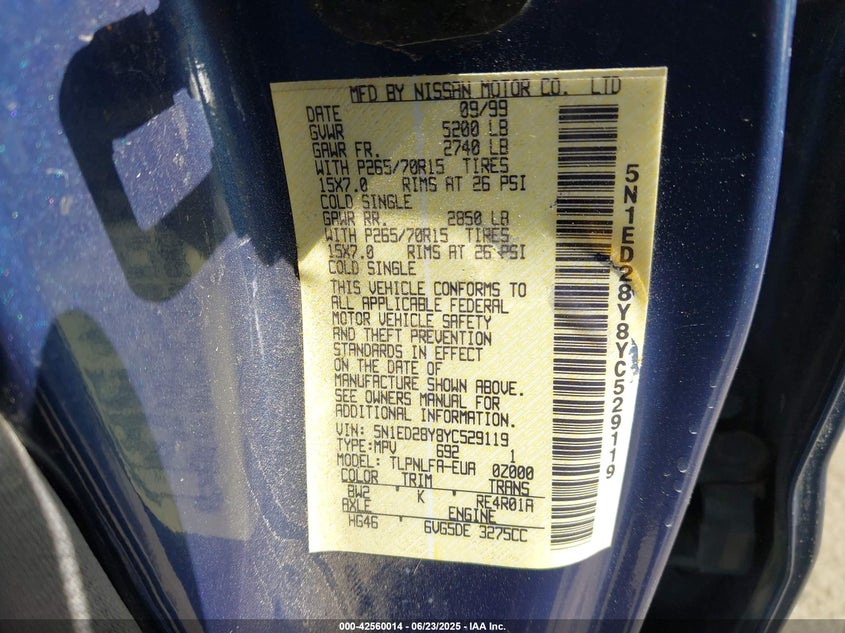 MFD BY NISSAN MOTOR CO. LTD
DATE 09/99
GVWR 5200 LB
GAWR FR. 2740 LB
WITH P265/70R15 TIRES
15X7.0 RIMS AT 26 PSI
COLD SINGLE
GAWR RR. 2850 LB
WITH P265/70R15 TIRES
15X7.0 RIMS AT 26 PSI
COLD SINGLE
THIS VEHICLE CONFORMS TO
ALL APPLICABLE FEDERAL
MOTOR VEHICLE SAFETY
AND THEFT PREVENTION
STANDARDS IN EFFECT
ON THE DATE OF
MANUFACTURE SHOWN ABOVE.
SEE OWNERS MANUAL FOR
ADDITIONAL INFORMATION.
VIN: 5N1ED28Y8YC529119
TYPE:MPV 692 1
MODEL: TLPNLFA-EUA 0Z000
COLOR TRIM TRANS
BW2 K RE4R01A
AXLE ENGINE
HG46 6VG5DE 3275CC
5N1ED28Y8YC529119
000-42560014 - 06/23/2025 - IAA Inc.